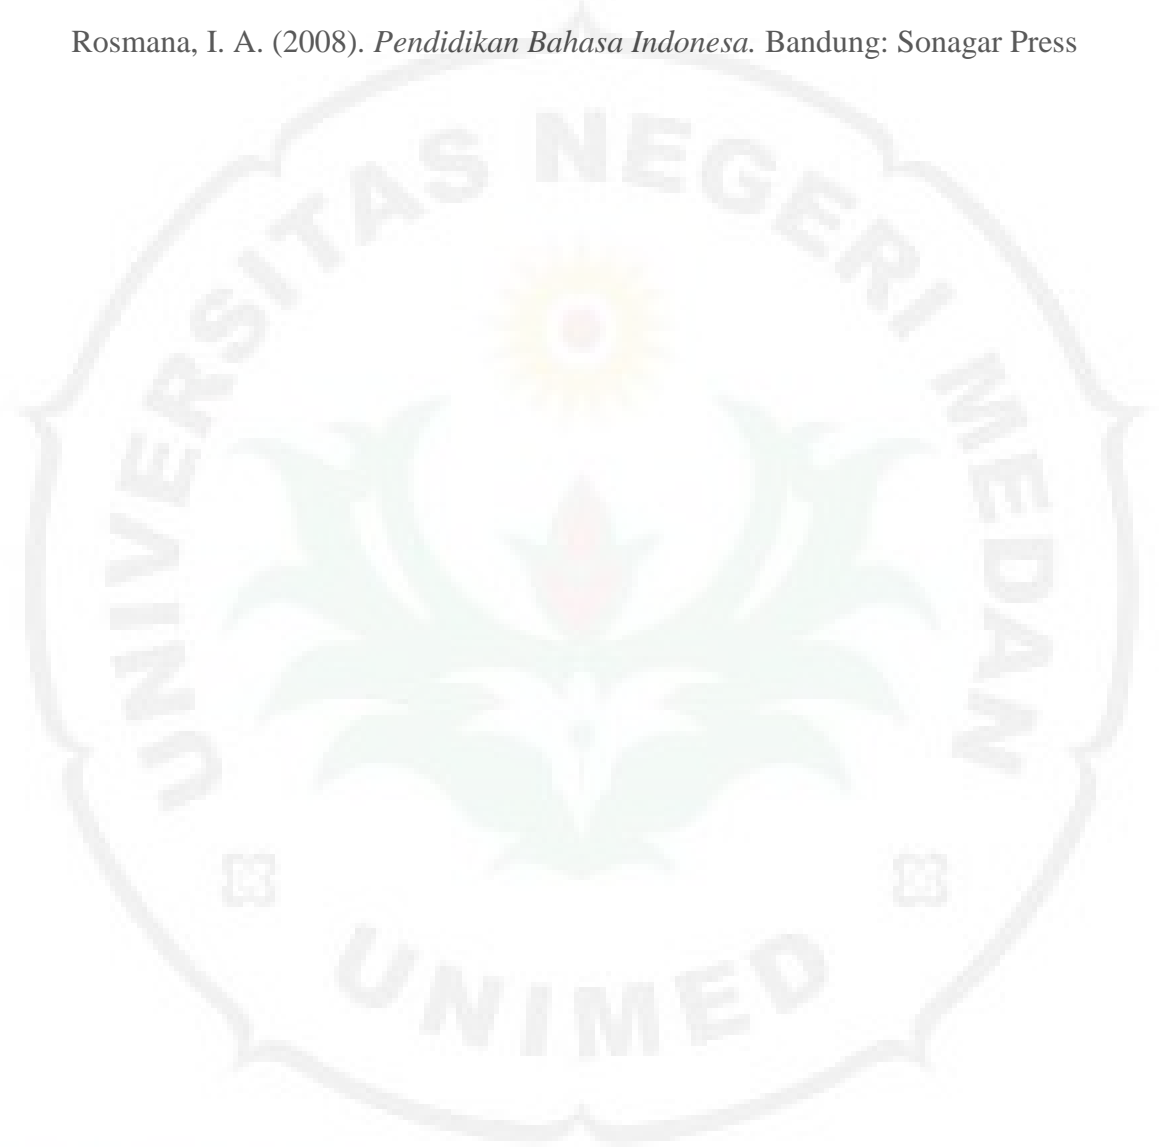 Rosmana, I. A. (2008). Pendidikan Bahasa Indonesa. Bandung: Sonagar Press
UNIVERSITAS NEGERI MEDAN
UNIMED